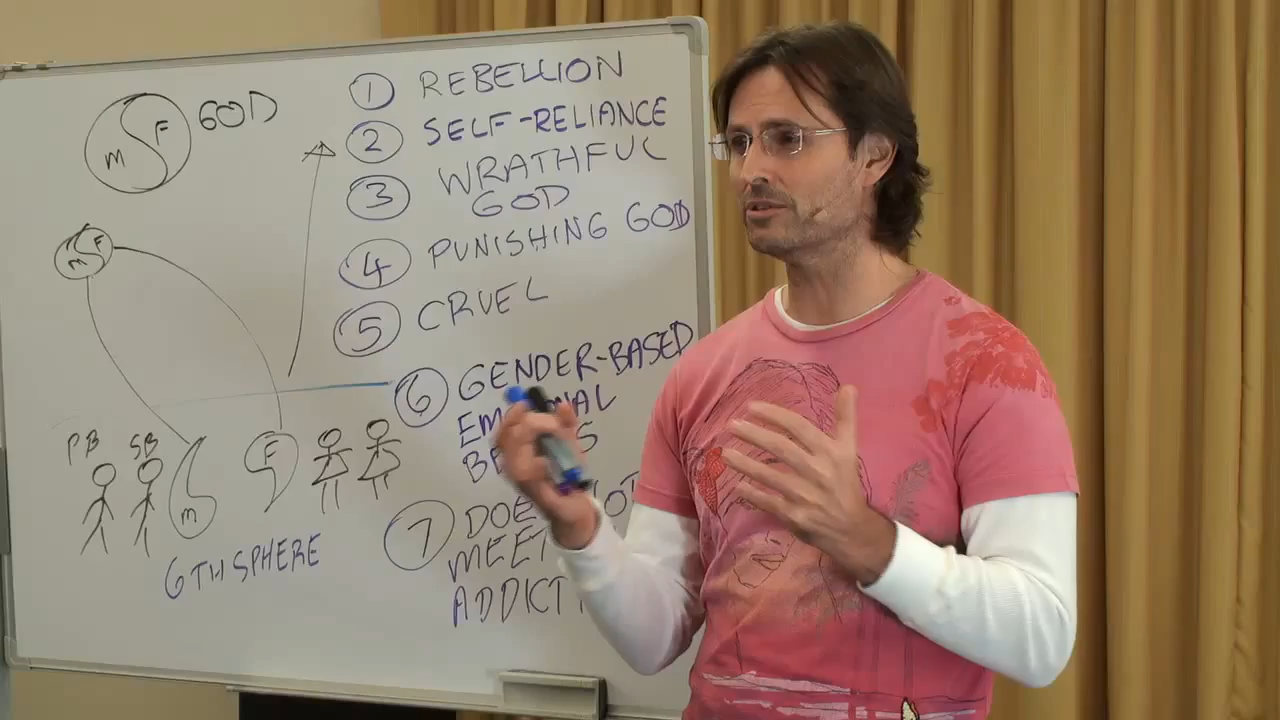 M F GOD
M F
PB SB
M
F
6TH SPHERE
1 REBELLION
2 SELF-RELIANCE
3 WRATHFUL
GOD
4 PUNISHING GOD
5 CRUEL
6 GENDER-BASED
7